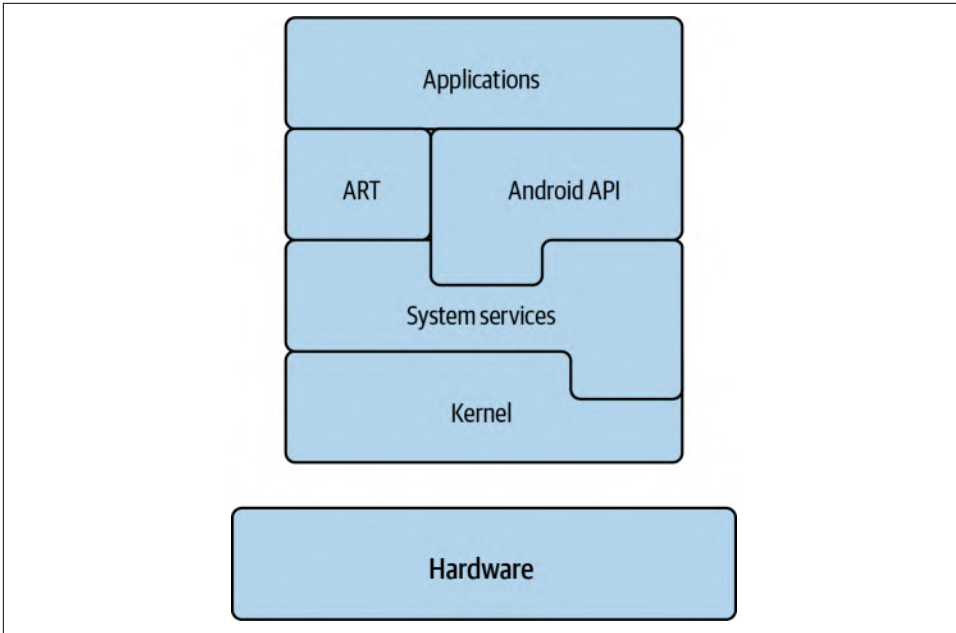 Applications
ART
Android API
System services
Kernel
Hardware